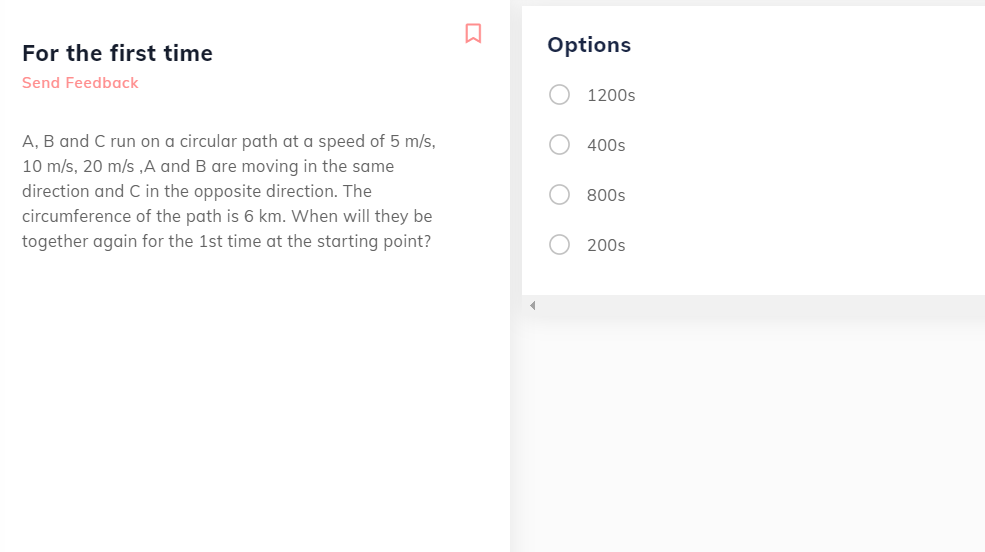 For the first time
Send Feedback
A, B and C run on a circular path at a speed of 5 m/s,
10 m/s, 20 m/s ,A and B are moving in the same
direction and C in the opposite direction. The
circumference of the path is 6 km. When will they be
together again for the 1st time at the starting point?
Options
1200s
400s
800s
200s